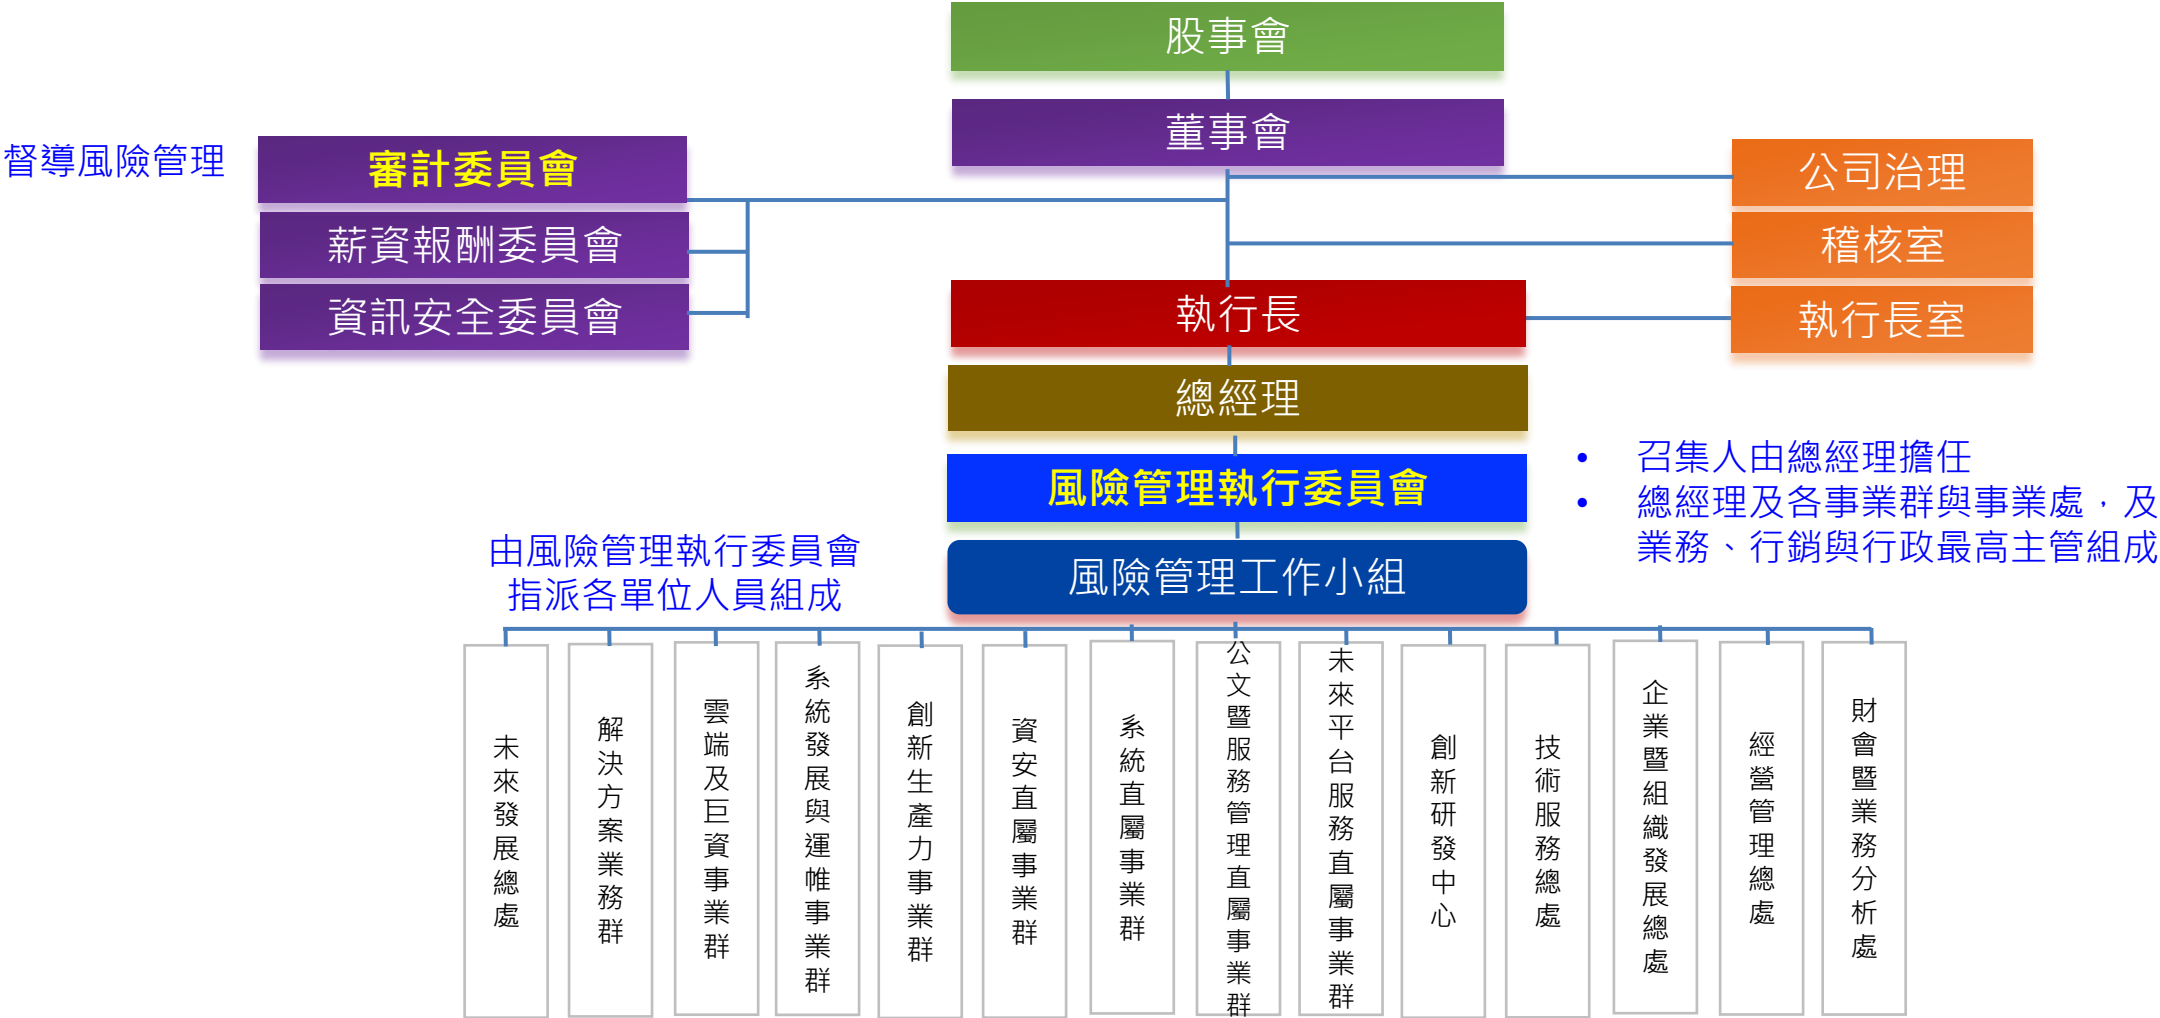 股事會
董事會
督導風險管理
審計委員會
薪資報酬委員會
資訊安全委員會
公司治理
稽核室
執行長
執行長室
總經理
風險管理執行委員會
• 召集人由總經理擔任
• 總經理及各事業群與事業處，及
業務、行銷與行政最高主管組成
由風險管理執行委員會
指派各單位人員組成
風險管理工作小組
未來發展總處
解決方案業務群
雲端及巨資事業群
系統發展與運帷事業群
創新生產力事業群
資安直屬事業群
系統直屬事業群
公文暨服務管理直屬事業群
未來平台服務直屬事業群
創新研發中心
技術服務總處
企業暨組織發展總處
經營管理總處
財會暨業務分析處